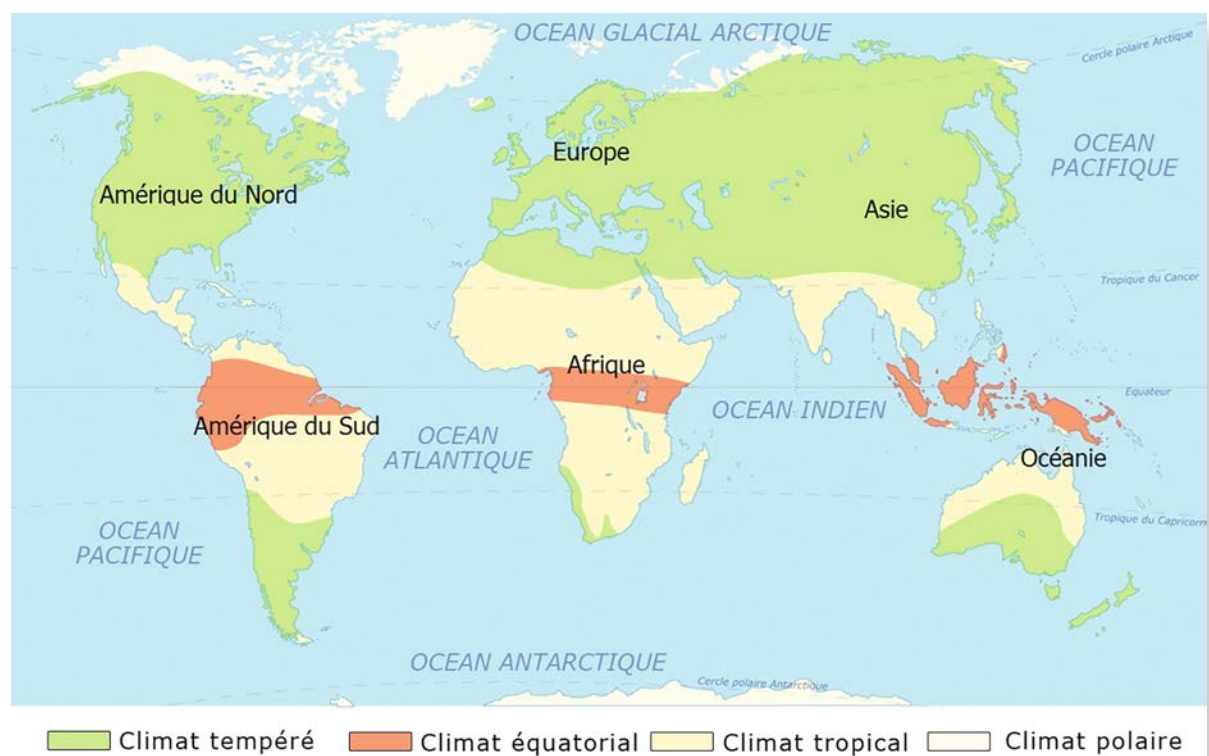 OCEAN GLACIAL ARCTIQUE
Cercle polaire Arctique
OCEAN
PACIFIQUE
Europe
Amérique du Nord
Asie
Tropique du Cancer
Afrique
Equateur
OCEAN INDIEN
Amérique du Sud
OCEAN
ATLANTIQUE
Océanie
Tropique du Capricorn
OCEAN
PACIFIQUE
OCEAN ANTARCTIQUE
Cercle polaire Antarctique
Climat tempéré Climat équatorial Climat tropical Climat polaire